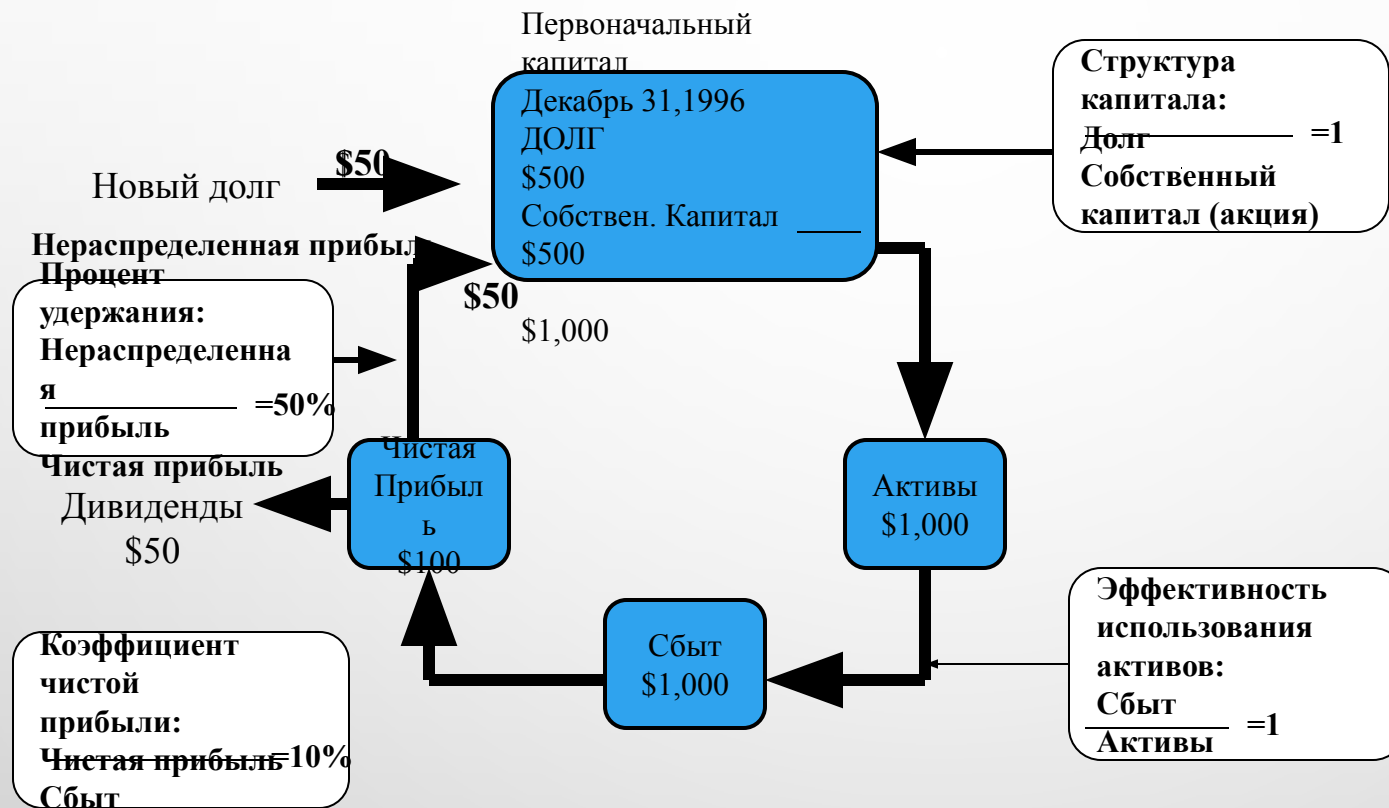 Первоначальный
капитал
Декабрь 31,1996
ДОЛГ
$500
Собствен. Капитал
$500
$1,000
Структура
капитала:
Долг
=1
Собственный
капитал (акция)
$50
Новый долг
Нераспределенная прибыль
$50
Процент
удержания:
Нераспределенна
я
=50%
прибыль
Чистая прибыль
Чистая
Прибыл
ь
$100
Дивиденды
$50
Активы
$1,000
Сбыт
$1,000
Эффективность
использования
активов:
Сбыт
=1
Активы
Коэффициент
чистой
прибыли:
Чистая прибыль
=10%
Сбыт